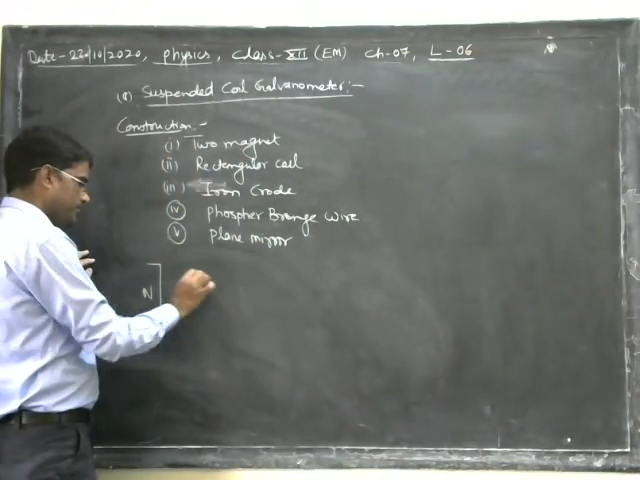 Date-22/10/2020, physics, class-XII (EM) Ch-07, L-06
N
(a) Suspended Coil Galvanometer:-
Construction:-
(i) Two magnet
(ii) Rectangular coil
(iii) Iron Crode
(iv) Phospher Bronge Wire
(v) Plane mirror
N